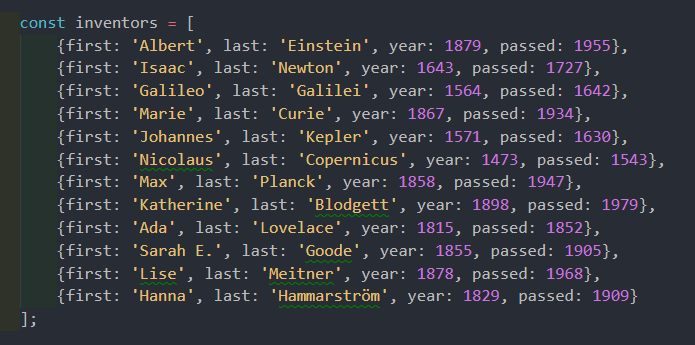 const inventors = [
{first: 'Albert', last: 'Einstein', year: 1879, passed: 1955},
{first: 'Isaac', last: 'Newton', year: 1643, passed: 1727},
{first: 'Galileo', last: 'Galilei', year: 1564, passed: 1642},
{first: 'Marie', last: 'Curie', year: 1867, passed: 1934},
{first: 'Johannes', last: 'Kepler', year: 1571, passed: 1630},
{first: 'Nicolaus', last: 'Copernicus', year: 1473, passed: 1543},
{first: 'Max', last: 'Planck', year: 1858, passed: 1947},
{first: 'Katherine', last: 'Blodgett', year: 1898, passed: 1979},
{first: 'Ada', last: 'Lovelace', year: 1815, passed: 1852},
{first: 'Sarah E.', last: 'Goode', year: 1855, passed: 1905},
{first: 'Lise', last: 'Meitner', year: 1878, passed: 1968},
{first: 'Hanna', last: 'Hammarström', year: 1829, passed: 1909}
];